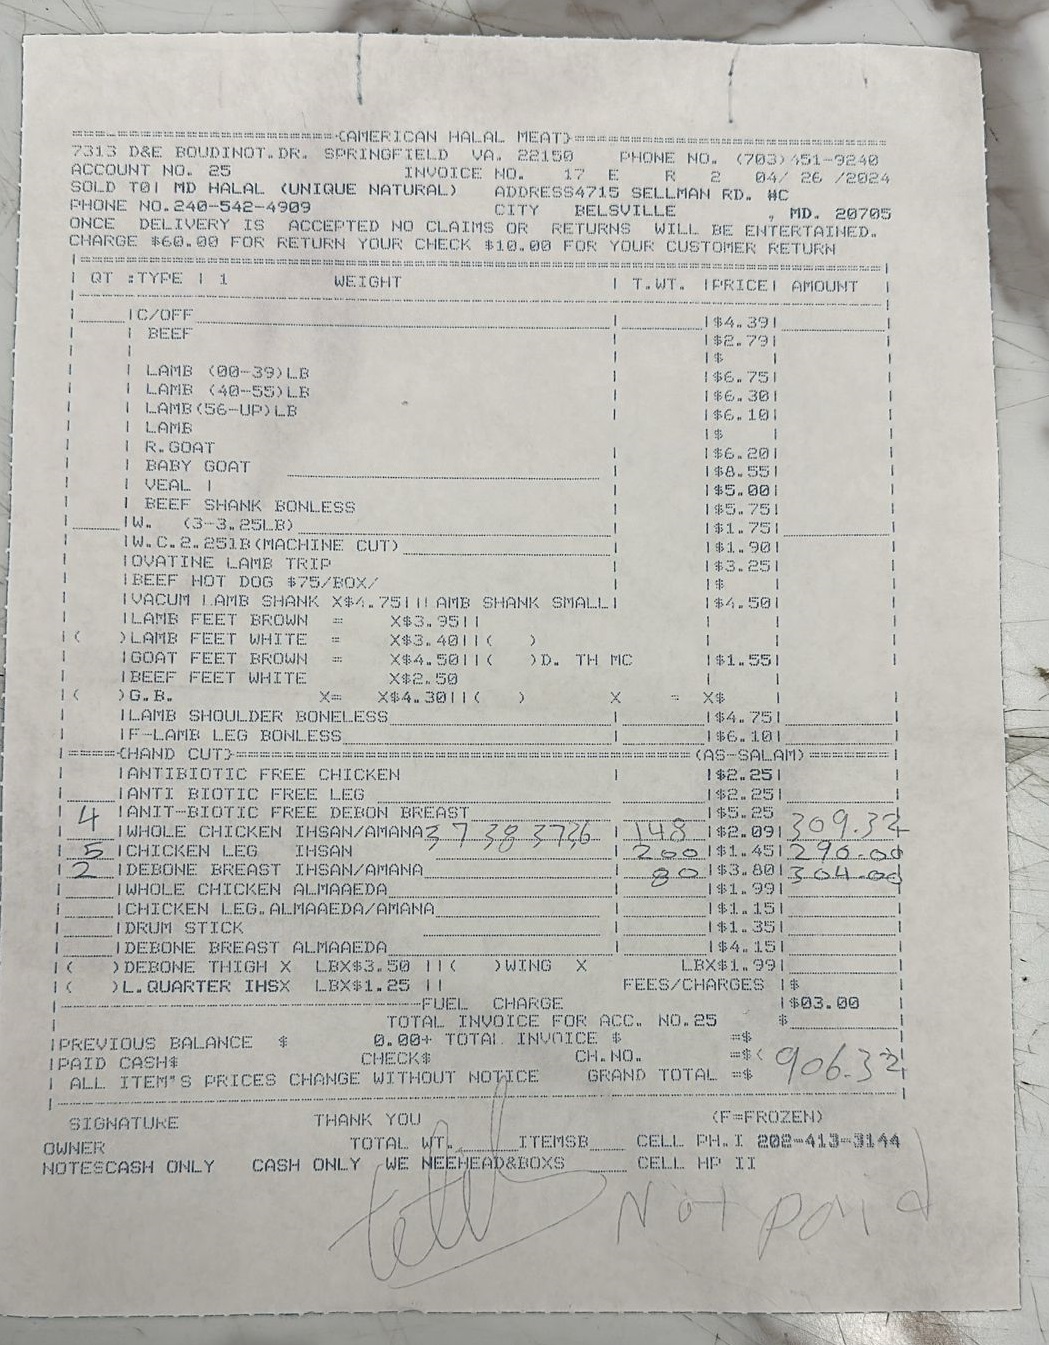 (AMERICAN HALAL MEAT)
7313 D&E BOUDINOT.DR. SPRINGFIELD VA. 22150 PHONE NO. (703)451-9240
ACCOUNT NO. 25 INVOICE NO. 17 E R 2 04/ 26 /2024
SOLD TO| MD HALAL (UNIQUE NATURAL) ADDRESS4715 SELLMAN RD. #C
PHONE NO.240-542-4909 CITY BELSVILLE , MD. 20705
ONCE DELIVERY IS ACCEPTED NO CLAIMS OR RETURNS WILL BE ENTERTAINED.
CHARGE $60.00 FOR RETURN YOUR CHECK $10.00 FOR YOUR CUSTOMER RETURN
| QT :TYPE | 1 WEIGHT | T.WT. |PRICE| AMOUNT |
|C/OFF |$4.39|
| BEEF |$2.79|
|$ |
| LAMB (00-39)LB |$6.75|
| LAMB (40-55)LB |$6.30|
| LAMB(56-UP)LB |$6.10|
| LAMB |$ |
| R.GOAT |$6.20|
| BABY GOAT |$8.55|
| VEAL | |$5.00|
| BEEF SHANK BONLESS |$5.75|
|W. (3-3.25LB) |$1.75|
|W.C.2.25lB(MACHINE CUT) |$1.90|
|OVATINE LAMB TRIP |$3.25|
|BEEF HOT DOG $75/BOX/ |$ |
|VACUM LAMB SHANK X$4.75||LAMB SHANK SMALL| |$4.50|
|LAMB FEET BROWN = X$3.95||
|( )LAMB FEET WHITE = X$3.40||( )
|GOAT FEET BROWN = X$4.50||( )D. TH MC |$1.55|
|BEEF FEET WHITE X$2.50
|( )G.B. X= X$4.30||( ) X = X$
|LAMB SHOULDER BONELESS |$4.75|
|F-LAMB LEG BONLESS |$6.10|
(HAND CUT) (AS-SALAM)
|ANTIBIOTIC FREE CHICKEN |$2.25|
|ANTI BIOTIC FREE LEG |$2.25|
|ANIT-BIOTIC FREE DEBON BREAST |$5.25
4 |WHOLE CHICKEN IHSAN/AMANA 37 38 37 36 | 148 |$2.09| 309.32
5 |CHICKEN LEG IHSAN | 200 |$1.45| 290.00
2 |DEBONE BREAST IHSAN/AMANA | 80 |$3.80| 304.00
|WHOLE CHICKEN ALMAAEDA |$1.99|
|CHICKEN LEG.ALMAAEDA/AMANA |$1.15|
|DRUM STICK |$1.35|
|DEBONE BREAST ALMAAEDA |$4.15|
|( )DEBONE THIGH X LBX$3.50 ||( )WING X LBX$1.99|
|( )L.QUARTER IHSX LBX$1.25 || FEES/CHARGES |$
FUEL CHARGE |$03.00
TOTAL INVOICE FOR ACC. NO.25 $
|PREVIOUS BALANCE $ 0.00+ TOTAL INVOICE $ =$
|PAID CASH$ CHECK$ CH.NO. =$(
| ALL ITEM"S PRICES CHANGE WITHOUT NOTICE GRAND TOTAL =$ 906.32
SIGNATURE THANK YOU (F=FROZEN)
OWNER TOTAL WT. ITEMSB CELL PH.I 202-413-3144
NOTESCASH ONLY CASH ONLY WE NEEHEAD&BOXS CELL HP II
Not paid